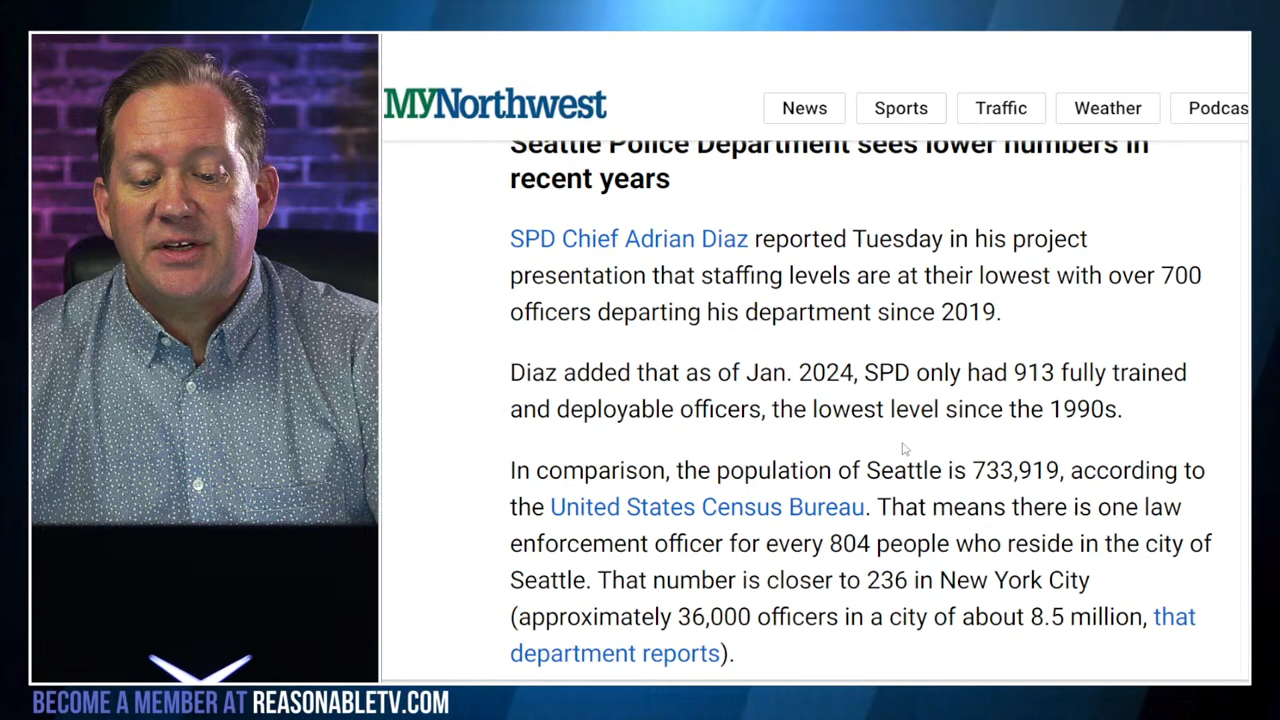 MYNorthwest
News
Sports
Traffic
Weather
Podcas
Seattle Police Department sees lower numbers in
recent years
SPD Chief Adrian Diaz reported Tuesday in his project
presentation that staffing levels are at their lowest with over 700
officers departing his department since 2019.
Diaz added that as of Jan. 2024, SPD only had 913 fully trained
and deployable officers, the lowest level since the 1990s.
In comparison, the population of Seattle is 733,919, according to
the United States Census Bureau. That means there is one law
enforcement officer for every 804 people who reside in the city of
Seattle. That number is closer to 236 in New York City
(approximately 36,000 officers in a city of about 8.5 million, that
department reports).
BECOME A MEMBER AT REASONABLETV.COM